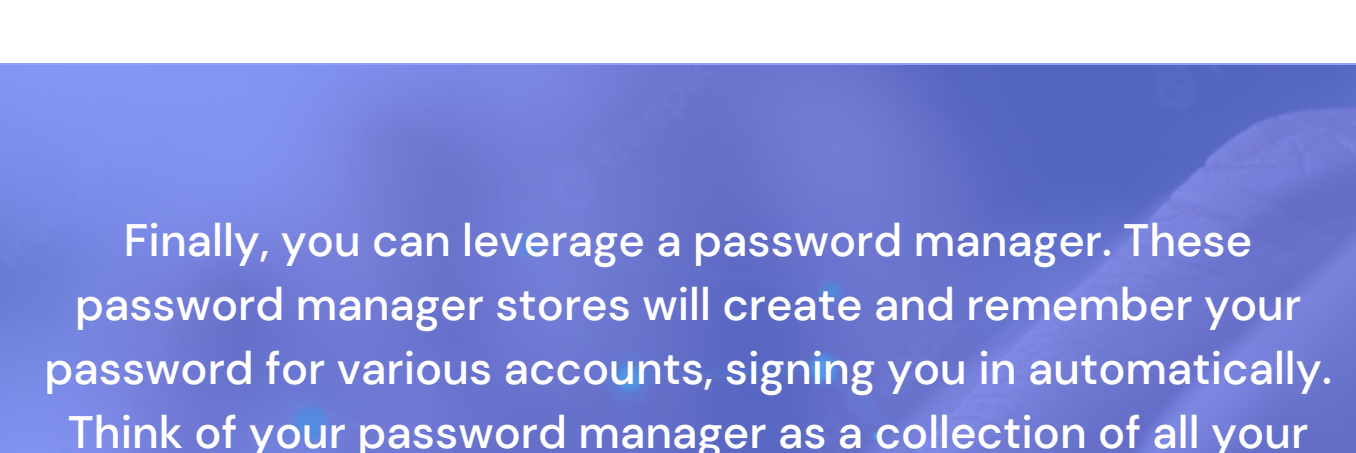 freepik
Finally, you can leverage a password manager. These
password manager stores will create and remember your
password for various accounts, signing you in automatically.
Think of your password manager as a collection of all your